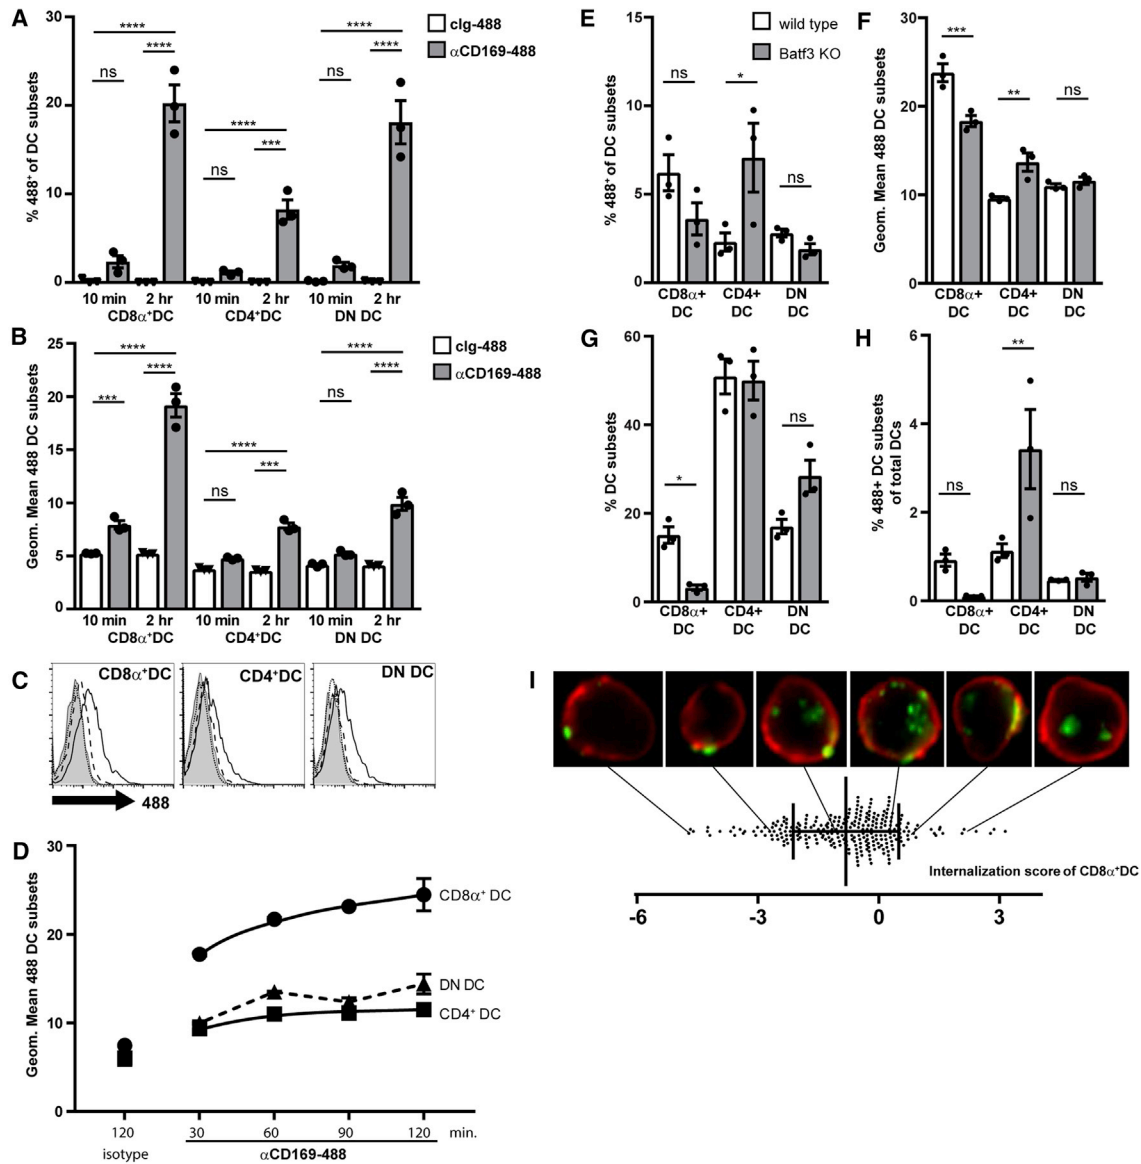 A
% 488⁺ of DC subsets
30
20
10
0
clg-488
αCD169-488
****
****
ns
****
***
ns
****
****
ns
10 min 2 hr 10 min 2 hr 10 min 2 hr
CD8α⁺DC CD4⁺DC DN DC
B
Geom. Mean 488 DC subsets
25
20
15
10
5
0
clg-488
αCD169-488
****
****
***
****
***
ns
****
****
ns
10 min 2 hr 10 min 2 hr 10 min 2 hr
CD8α⁺DC CD4⁺DC DN DC
C
CD8α⁺DC
CD4⁺DC
DN DC
488
D
Geom. Mean 488 DC subsets
30
20
10
0
CD8α⁺ DC
DN DC
CD4⁺ DC
120 30 60 90 120 min.
isotype αCD169-488
E
% 488⁺ of DC subsets
15
10
5
0
wild type
Batf3 KO
ns
*
ns
CD8α+ CD4+ DN
DC DC DC
F
Geom. Mean 488 DC subsets
30
20
10
0
***
**
ns
CD8α+ CD4+ DN
DC DC DC
G
% DC subsets
60
40
20
0
*
ns
CD8α+ CD4+ DN
DC DC DC
H
% 488+ DC subsets
of total DCs
6
4
2
0
ns
**
ns
CD8α+ CD4+ DN
DC DC DC
I
Internalization score of CD8α⁺DC
-6 -3 0 3